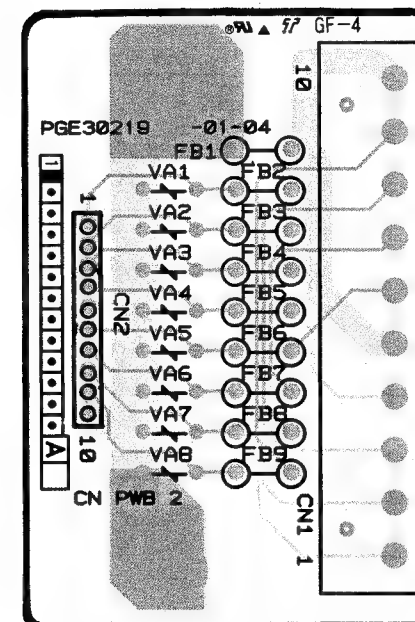 GF-4
10
PGE30219 -01-04
FB1
VA1 FB2
1
VA2 FB3
VA3 FB4
CN2
VA4 FB5
VA5 FB6
VA6 FB7
VA7 FB8
A
10
VA8 FB9
CN PWB 2
CN1
1